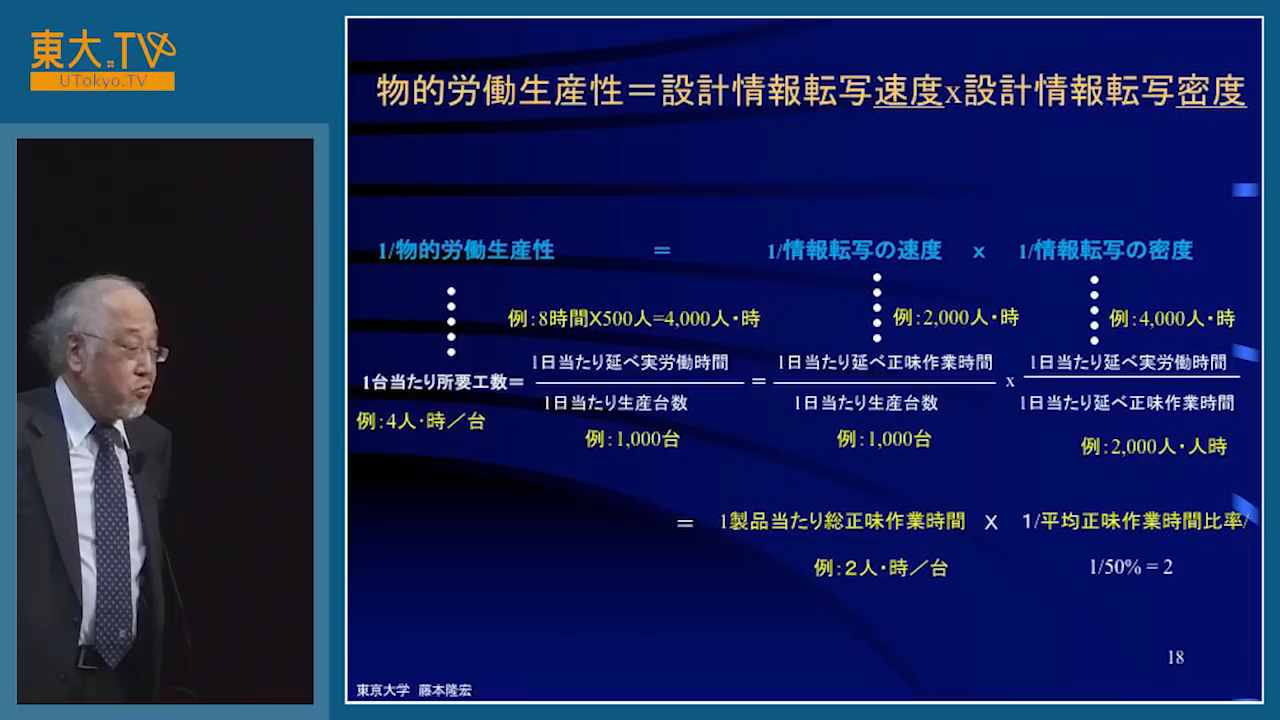 東大.TV
UTokyo.TV
物的労働生産性＝設計情報転写速度x設計情報転写密度
1/物的労働生産性 ＝ 1/情報転写の速度 x 1/情報転写の密度
例：8時間X500人=4,000人・時 例：2,000人・時 例：4,000人・時
1日当たり延べ実労働時間 1日当たり延べ正味作業時間 1日当たり延べ実労働時間
1台当たり所要工数＝ ＝ x
1日当たり生産台数 1日当たり生産台数 1日当たり延べ正味作業時間
例：4人・時／台
例：1,000台 例：1,000台 例：2,000人・人時
＝ 1製品当たり総正味作業時間 X 1/平均正味作業時間比率/
例：２人・時／台 1/50% = 2
18
東京大学 藤本隆宏